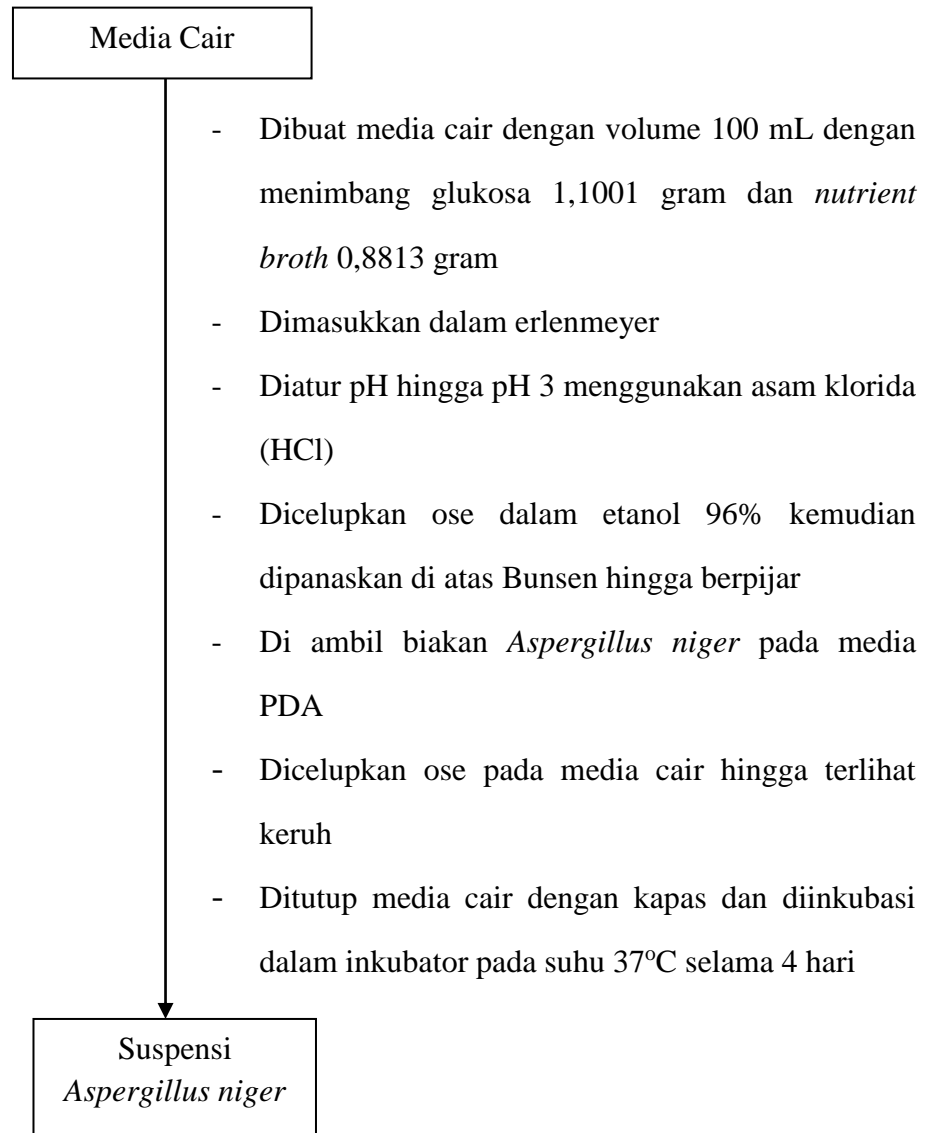 Media Cair
- Dibuat media cair dengan volume 100 mL dengan
menimbang glukosa 1,1001 gram dan nutrient
broth 0,8813 gram
- Dimasukkan dalam erlenmeyer
- Diatur pH hingga pH 3 menggunakan asam klorida
(HCl)
- Dicelupkan ose dalam etanol 96% kemudian
dipanaskan di atas Bunsen hingga berpijar
- Di ambil biakan Aspergillus niger pada media
PDA
- Dicelupkan ose pada media cair hingga terlihat
keruh
- Ditutup media cair dengan kapas dan diinkubasi
dalam inkubator pada suhu 37°C selama 4 hari
Suspensi
Aspergillus niger